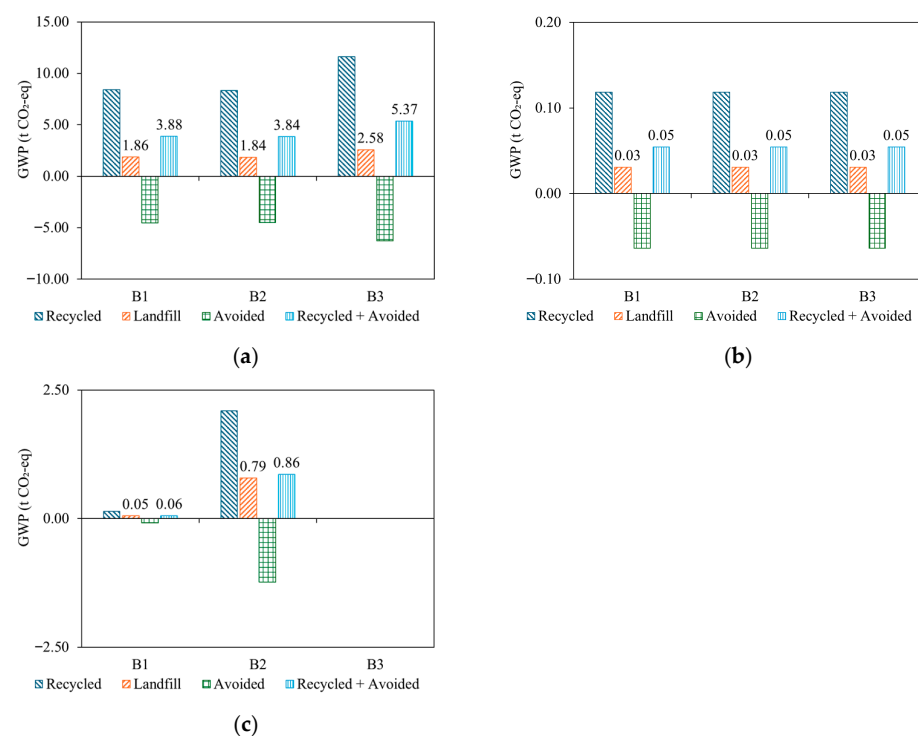 15.00
10.00
5.00
0.00
−5.00
−10.00
GWP (t CO₂-eq)
1.86
3.88
1.84
3.84
2.58
5.37
B1 B2 B3
Recycled Landfill Avoided Recycled + Avoided
(a)
0.20
0.10
0.00
−0.10
GWP (t CO₂-eq)
0.03
0.05
0.03
0.05
0.03
0.05
B1 B2 B3
Recycled Landfill Avoided Recycled + Avoided
(b)
2.50
0.00
−2.50
GWP (t CO₂-eq)
0.05
0.06
0.79
0.86
B1 B2 B3
Recycled Landfill Avoided Recycled + Avoided
(c)